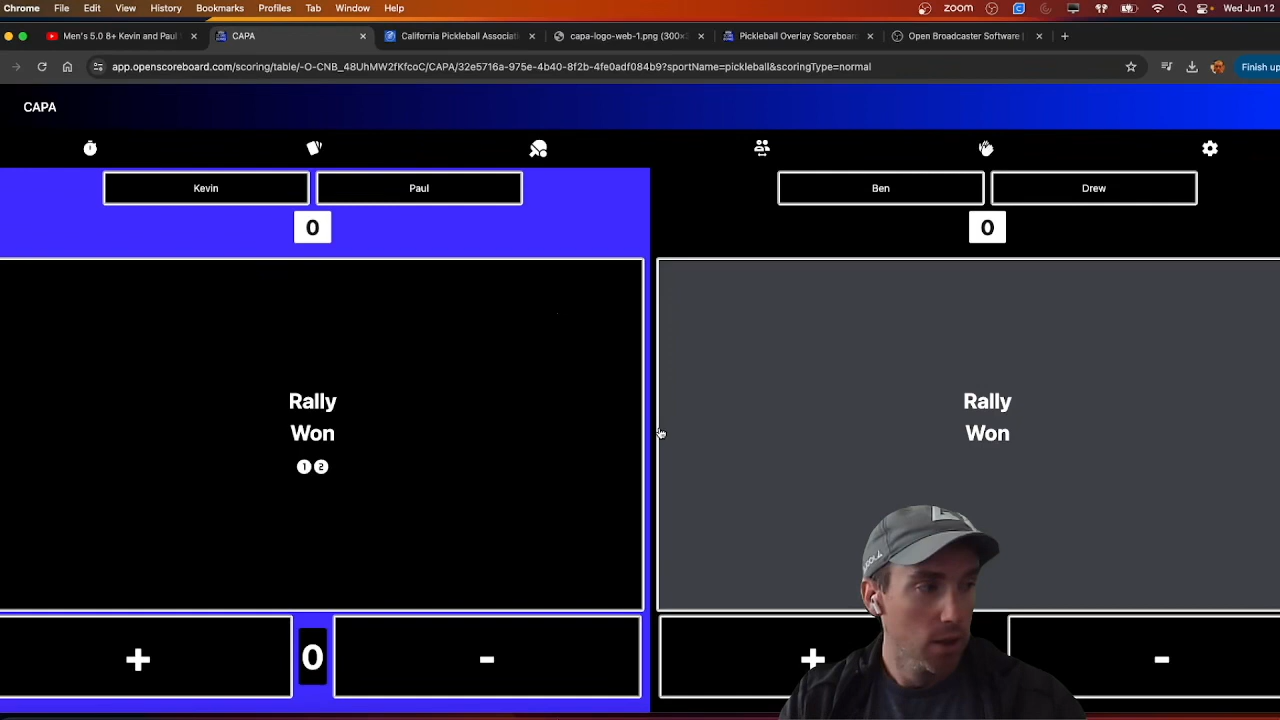 Chrome File Edit View History Bookmarks Profiles Tab Window Help zoom Wed Jun 12
Men's 5.0 8+ Kevin and Paul CAPA California Pickleball Associati capa-logo-web-1.png (300× Pickleball Overlay Scoreboard Open Broadcaster Software |
app.openscoreboard.com/scoring/table/-O-CNB_48UhMW2fKfcoC/CAPA/32e5716a-975e-4b40-8f2b-4fe0adf084b9?sportName=pickleball&scoringType=normal Finish up
CAPA
Kevin Paul Ben Drew
0 0
Rally
Won
1 2
Rally
Won
+ 0 - + -